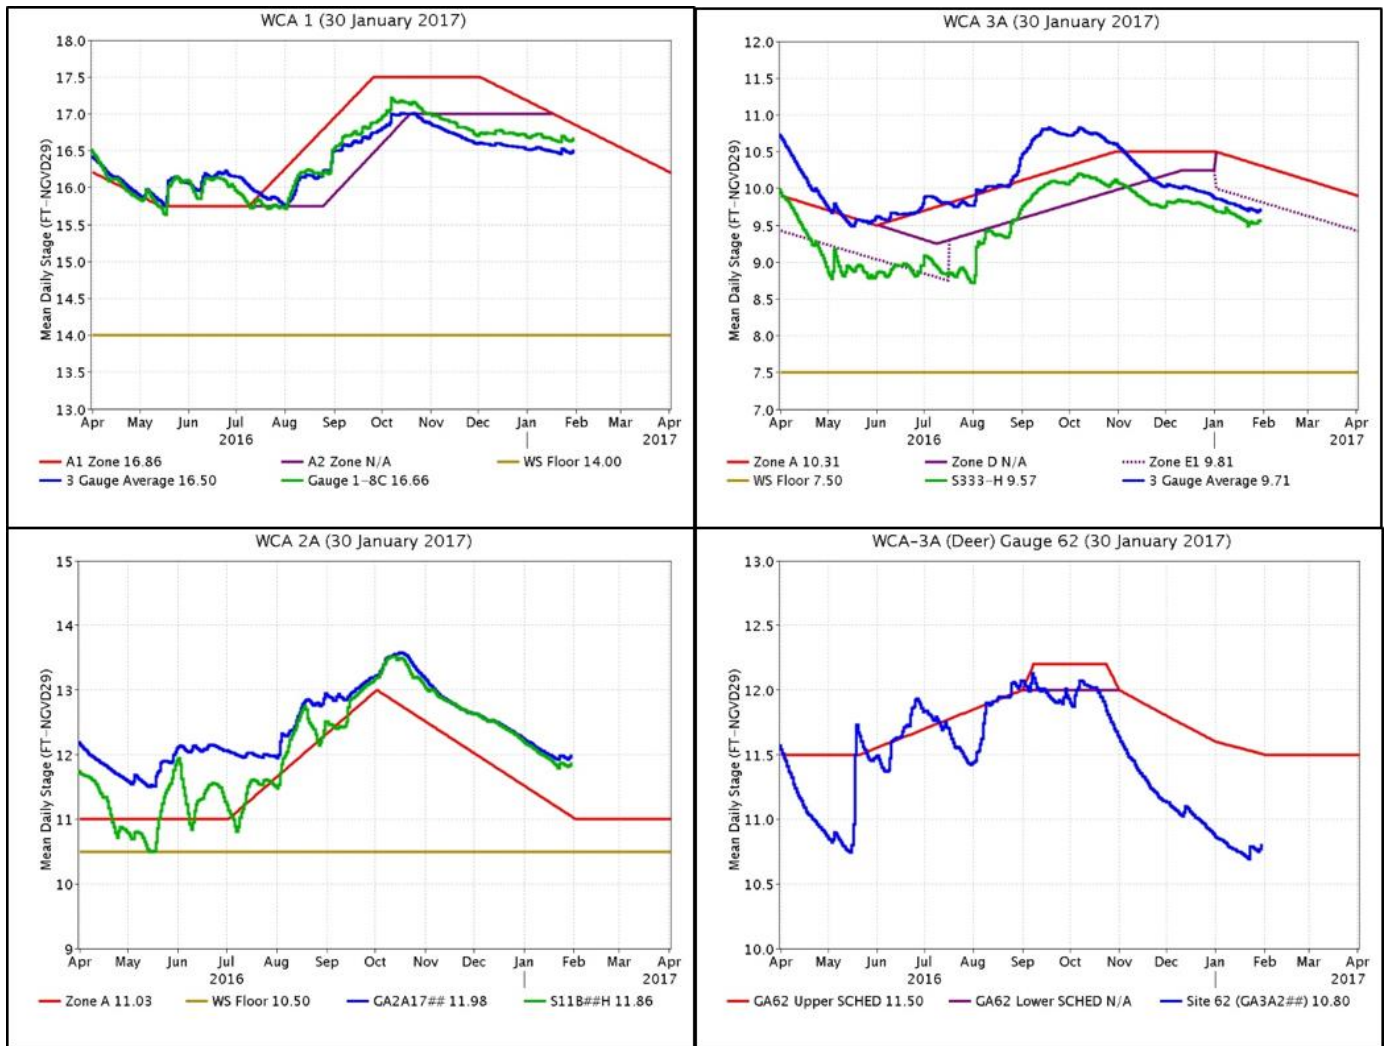 WCA 1 (30 January 2017)
Mean Daily Stage (FT-NGVD29)
18.0
17.5
17.0
16.5
16.0
15.5
15.0
14.5
14.0
13.5
13.0
Apr May Jun Jul Aug Sep Oct Nov Dec Jan Feb Mar Apr
2016 2017
A1 Zone 16.86 A2 Zone N/A WS Floor 14.00
3 Gauge Average 16.50 Gauge 1-8C 16.66
WCA 3A (30 January 2017)
Mean Daily Stage (FT-NGVD29)
12.0
11.5
11.0
10.5
10.0
9.5
9.0
8.5
8.0
7.5
7.0
Apr May Jun Jul Aug Sep Oct Nov Dec Jan Feb Mar Apr
2016 2017
Zone A 10.31 Zone D N/A Zone E1 9.81
WS Floor 7.50 S333-H 9.57 3 Gauge Average 9.71
WCA 2A (30 January 2017)
Mean Daily Stage (FT-NGVD29)
15
14
13
12
11
10
9
Apr May Jun Jul Aug Sep Oct Nov Dec Jan Feb Mar Apr
2016 2017
Zone A 11.03 WS Floor 10.50 GA2A17## 11.98 S11B##H 11.86
WCA-3A (Deer) Gauge 62 (30 January 2017)
Mean Daily Stage (FT-NGVD29)
13.0
12.5
12.0
11.5
11.0
10.5
10.0
Apr May Jun Jul Aug Sep Oct Nov Dec Jan Feb Mar Apr
2016 2017
GA62 Upper SCHED 11.50 GA62 Lower SCHED N/A Site 62 (GA3A2##) 10.80